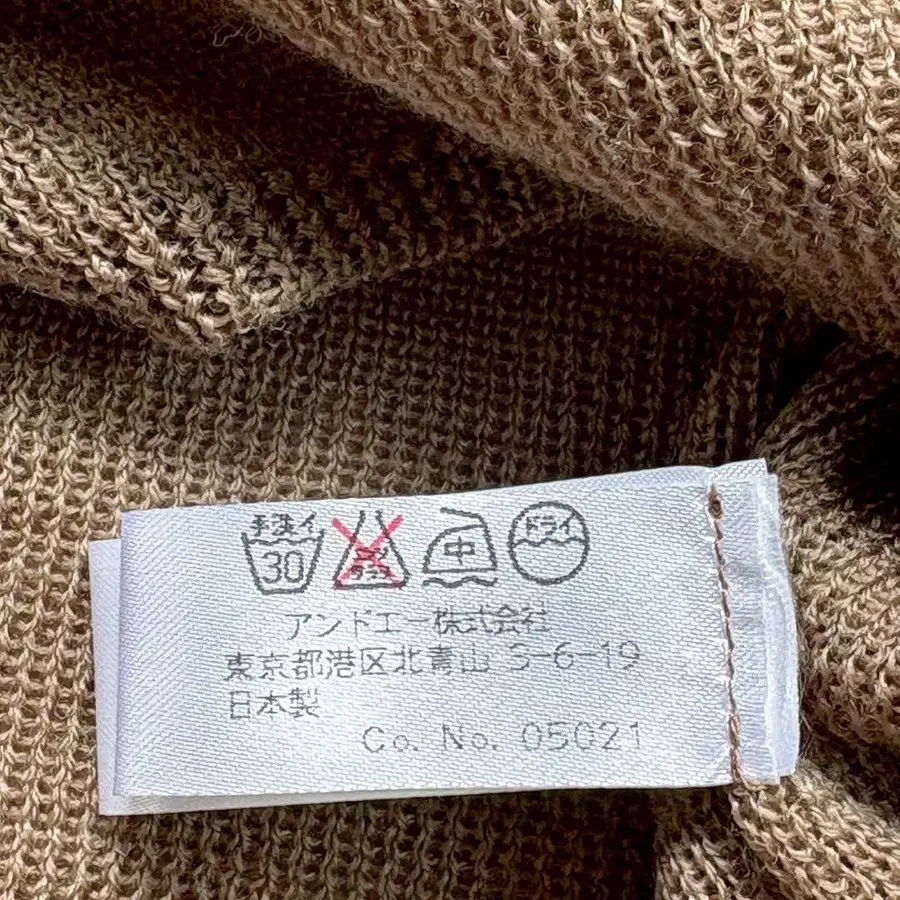 手洗イ 30 エンソサラシ ドライ 中
アンドエー株式会社
東京都港区北青山 3-6-19
日本製
Co. No. 05021